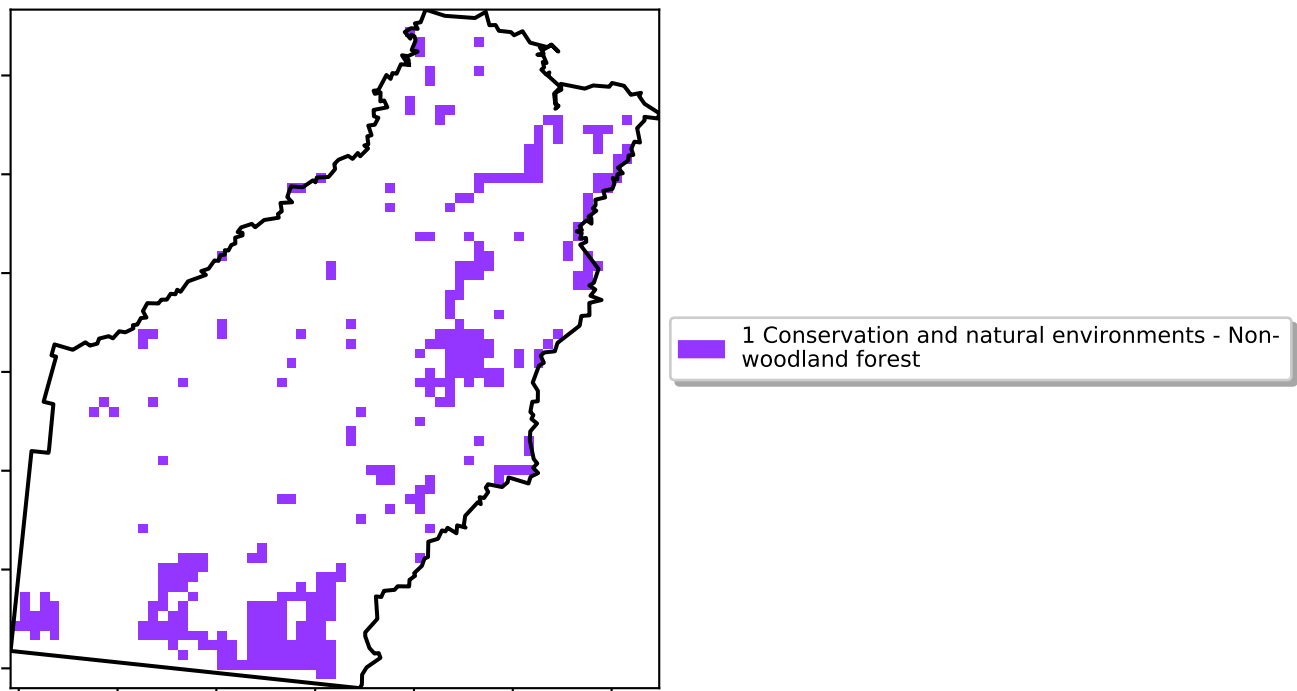 1 Conservation and natural environments - Non-
woodland forest